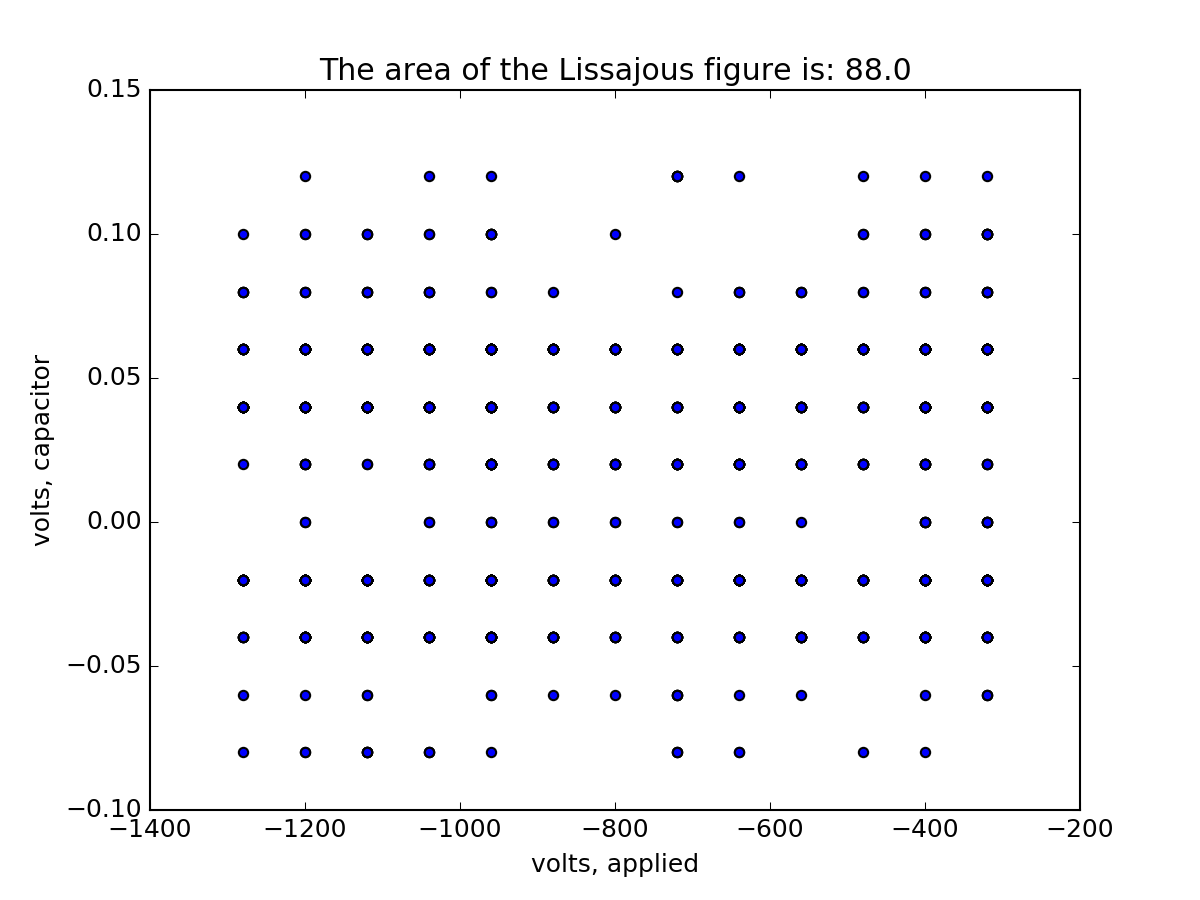 The area of the Lissajous figure is: 88.0
0.15
0.10
0.05
0.00
−0.05
−0.10
−1400 −1200 −1000 −800 −600 −400 −200
volts, applied
volts, capacitor